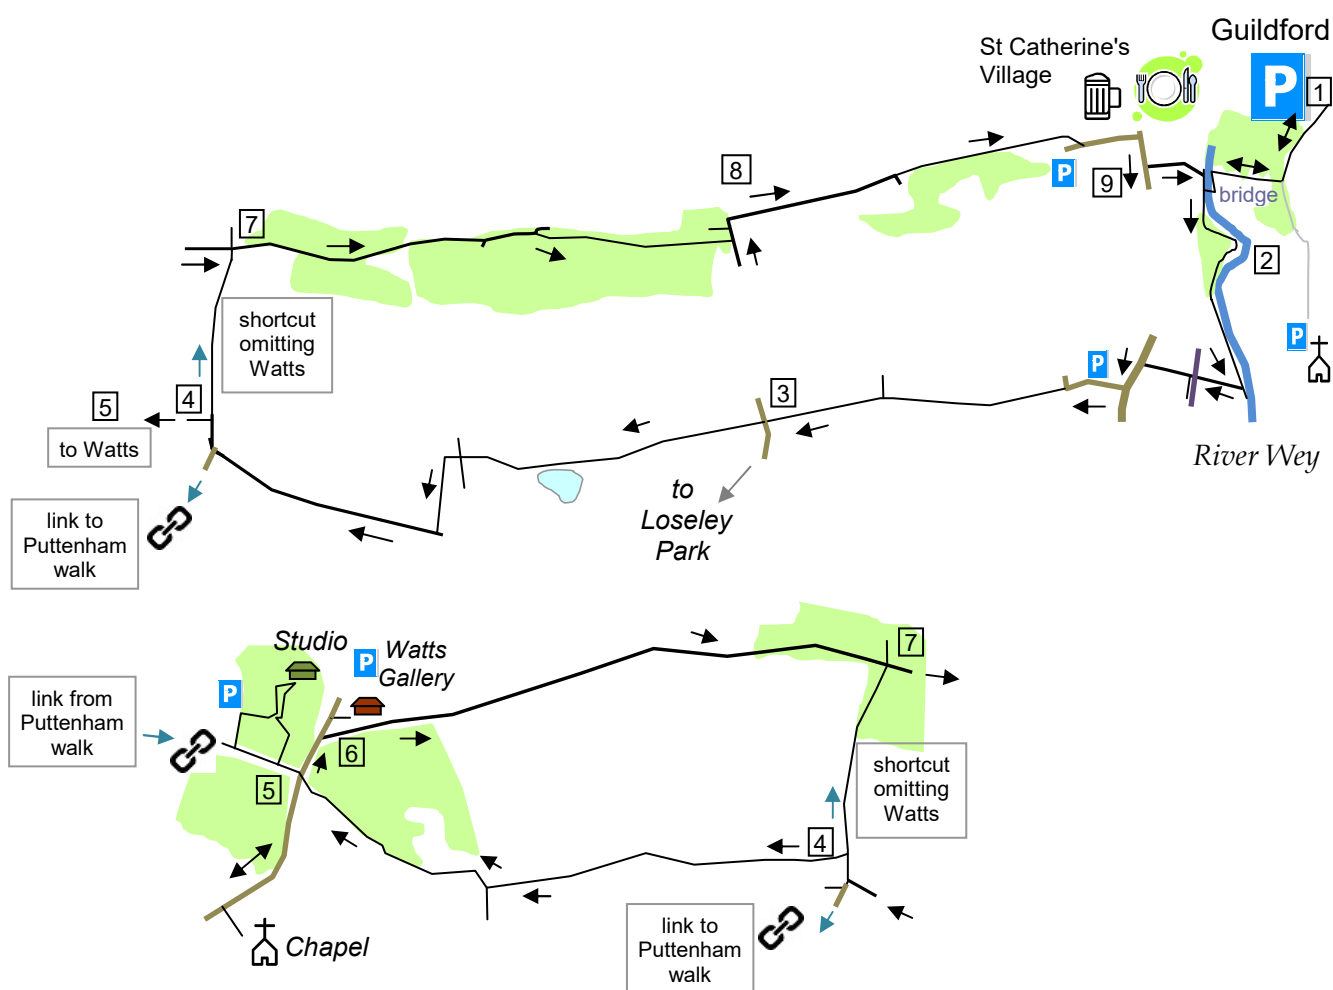 Guildford
St Catherine's
Village
P
1
8
P
9
bridge
7
2
shortcut
omitting
Watts
P
P
5
4
3
to Watts
River Wey
to
Loseley
Park
link to
Puttenham
walk
Studio
P
Watts
Gallery
7
P
link from
Puttenham
walk
6
5
shortcut
omitting
Watts
4
link to
Puttenham
walk
Chapel